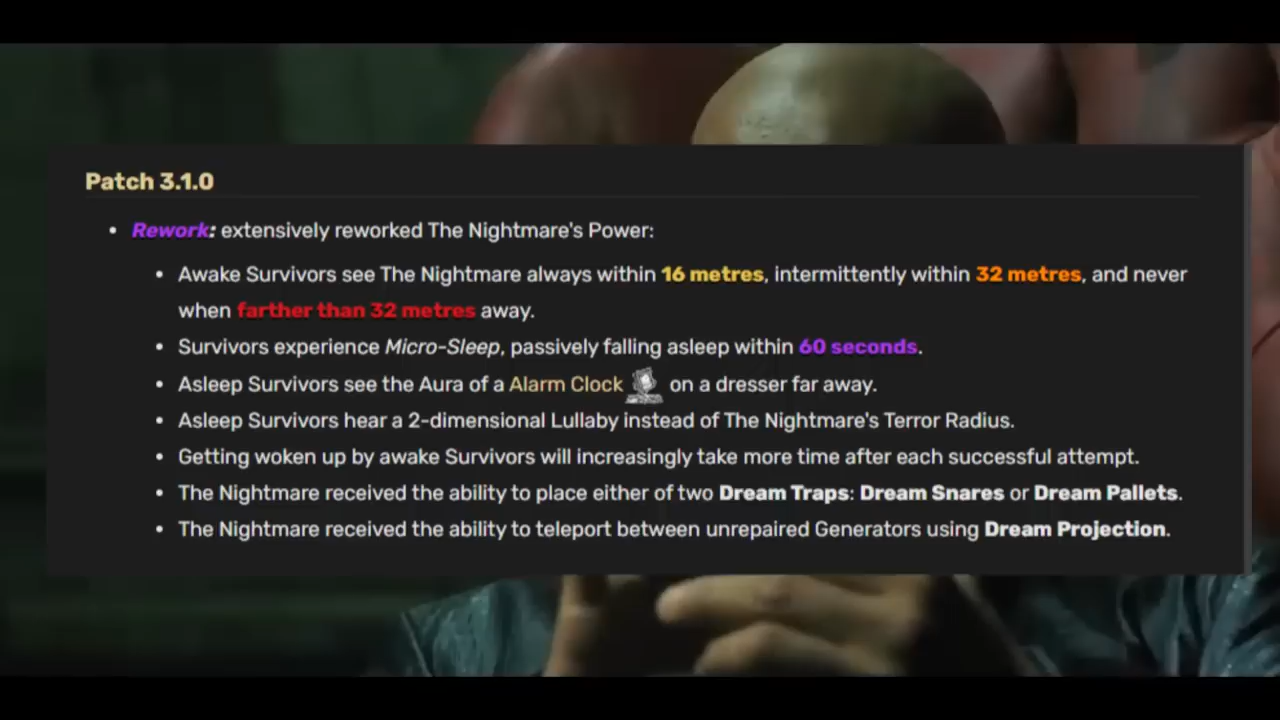 Patch 3.1.0
• Rework: extensively reworked The Nightmare's Power:
• Awake Survivors see The Nightmare always within 16 metres, intermittently within 32 metres, and never
when farther than 32 metres away.
• Survivors experience Micro-Sleep, passively falling asleep within 60 seconds.
• Asleep Survivors see the Aura of a Alarm Clock on a dresser far away.
• Asleep Survivors hear a 2-dimensional Lullaby instead of The Nightmare's Terror Radius.
• Getting woken up by awake Survivors will increasingly take more time after each successful attempt.
• The Nightmare received the ability to place either of two Dream Traps: Dream Snares or Dream Pallets.
• The Nightmare received the ability to teleport between unrepaired Generators using Dream Projection.